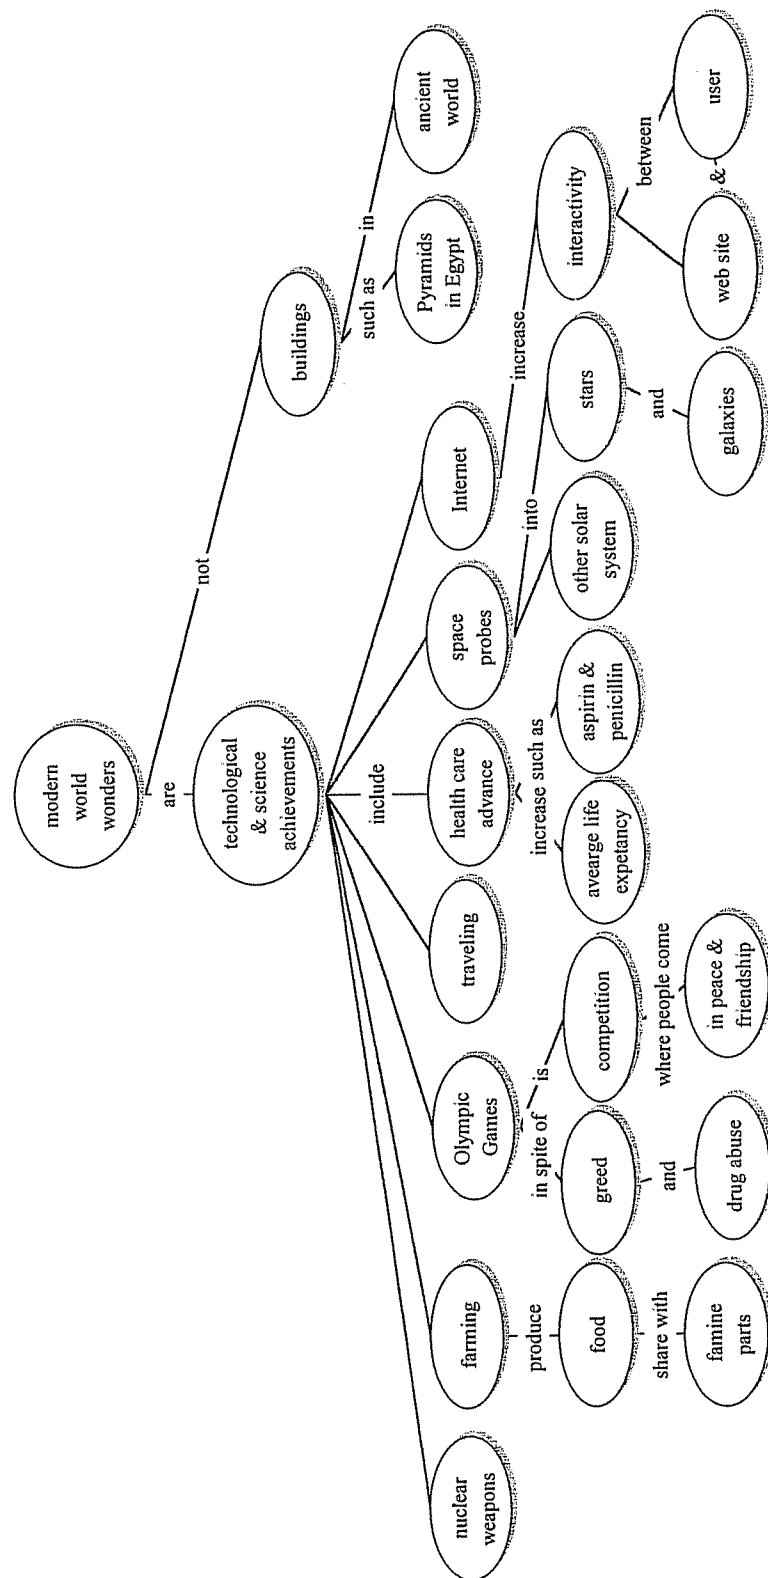 modern
world
wonders
are
not
technological
& science
achievements
buildings
such as
in
Pyramids
in Egypt
ancient
world
include
nuclear
weapons
farming
Olympic
Games
traveling
health care
advance
space
probes
Internet
produce
in spite of
is
increase such as
into
increase
food
greed
competition
avearge life
expetancy
aspirin &
penicillin
other solar
system
stars
interactivity
share with
and
where people come
and
between
famine
parts
drug abuse
in peace &
friendship
galaxies
web site
&
user